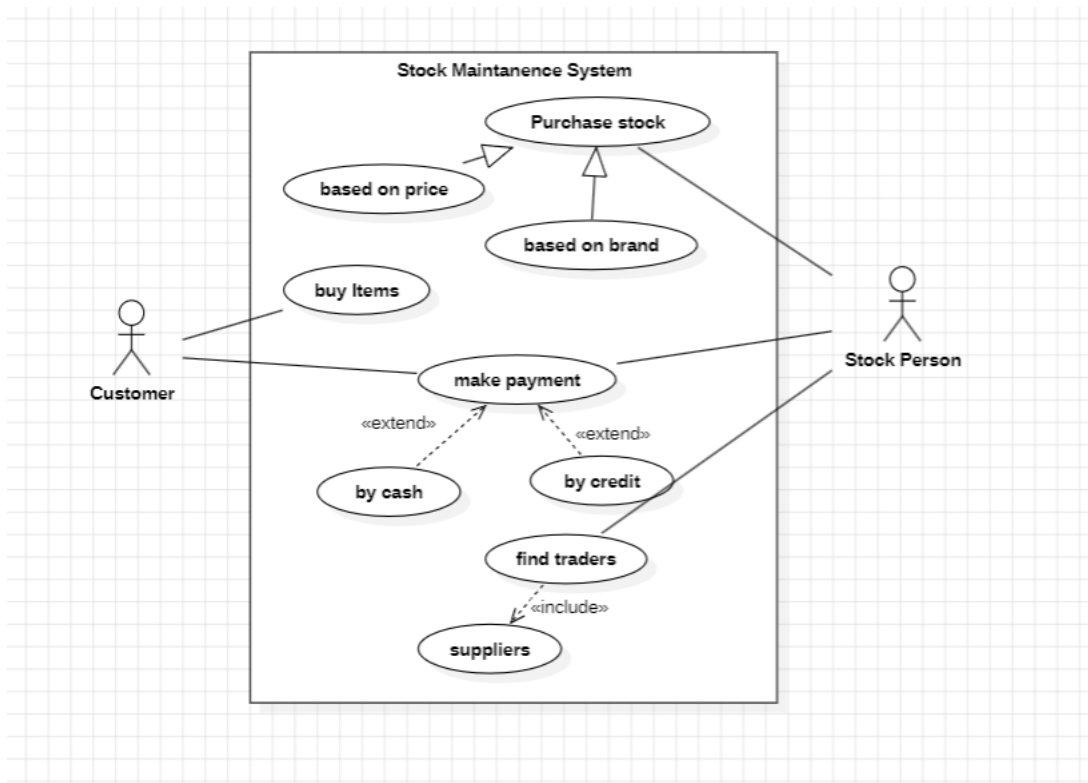 Stock Maintanence System
Purchase stock
based on price
based on brand
buy Items
Customer
Stock Person
make payment
«extend»
«extend»
by cash
by credit
find traders
«include»
suppliers